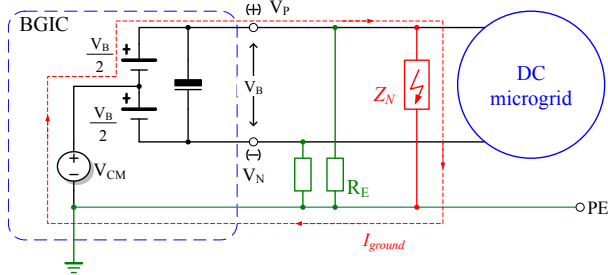 BGIC
(+) V_P
V_B
2
V_B
DC
microgrid
Z_N
V_B
2
(-)
V_N
V_CM
R_E
PE
I_ground